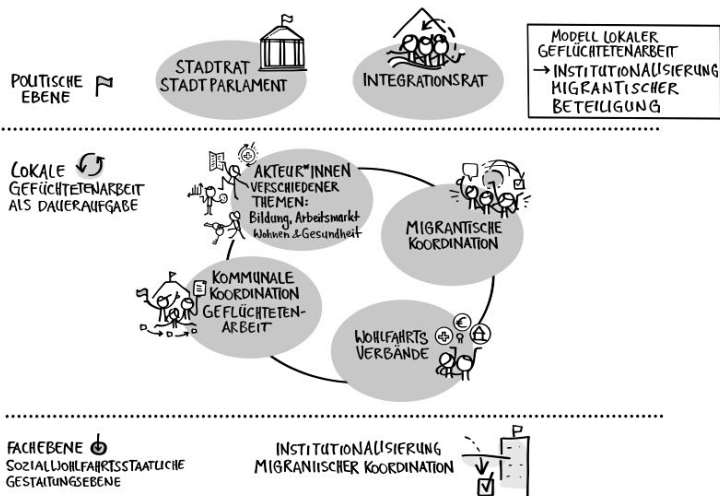 POLITISCHE
EBENE
STADTRAT
STADTPARLAMENT
INTEGRATIONSRAT
MODELL LOKALER
GEFLÜCHTETENARBEIT
→ INSTITUTIONALISIERUNG
MIGRANTISCHER
BETEILIGUNG
LOKALE
GEFLÜCHTETENARBEIT
ALS DAUERAUFGABE
AKTEUR*INNEN
VERSCHIEDENER
THEMEN:
Bildung, Arbeitsmarkt
Wohnen & Gesundheit
MIGRANTISCHE
KOORDINATION
KOMMUNALE
KOORDINATION
GEFLÜCHTETEN-
ARBEIT
€
WOHLFAHRTS
VERBÄNDE
FACHEBENE
SOZIALWOHLFAHRTSSTAATLICHE
GESTAITUNGSEBENE
INSTITUTIONALISIERUNG
MIGRANTISCHER KOORDINATION